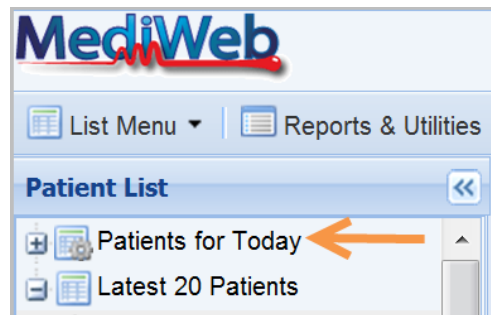 MediWeb
List Menu Reports & Utilities
Patient List
Patients for Today
Latest 20 Patients